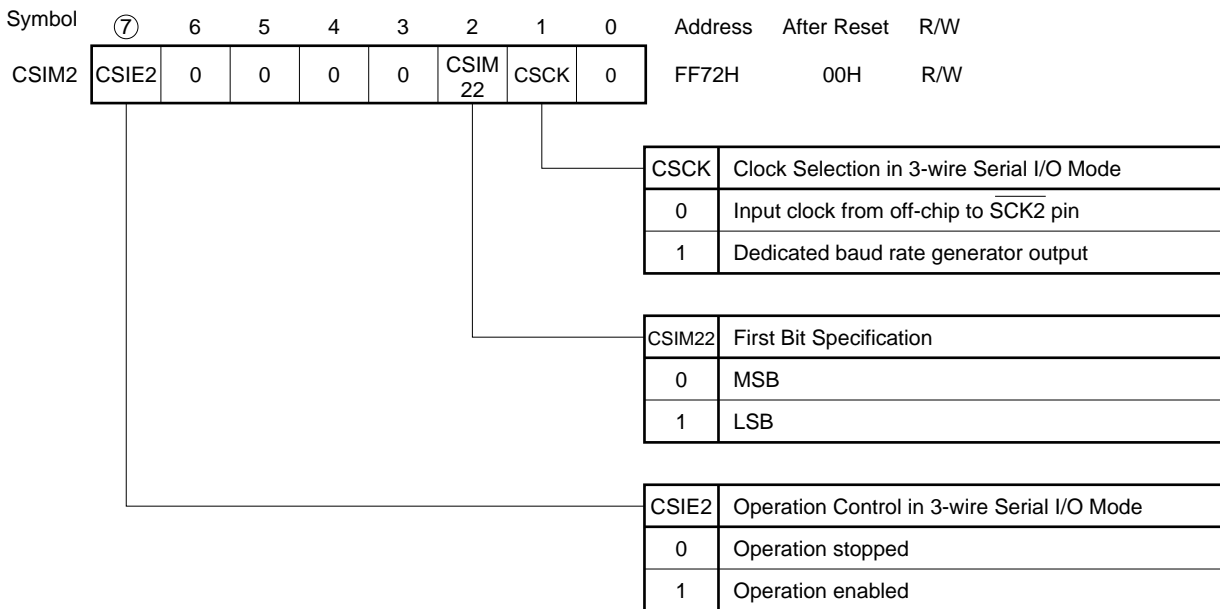 Symbol ⑦ 6 5 4 3 2 1 0 Address After Reset R/W
CSIM2 CSIE2 0 0 0 0 CSIM 22 CSCK 0 FF72H 00H R/W
CSCK Clock Selection in 3-wire Serial I/O Mode
0 Input clock from off-chip to S̅C̅K̅2̅ pin
1 Dedicated baud rate generator output
CSIM22 First Bit Specification
0 MSB
1 LSB
CSIE2 Operation Control in 3-wire Serial I/O Mode
0 Operation stopped
1 Operation enabled